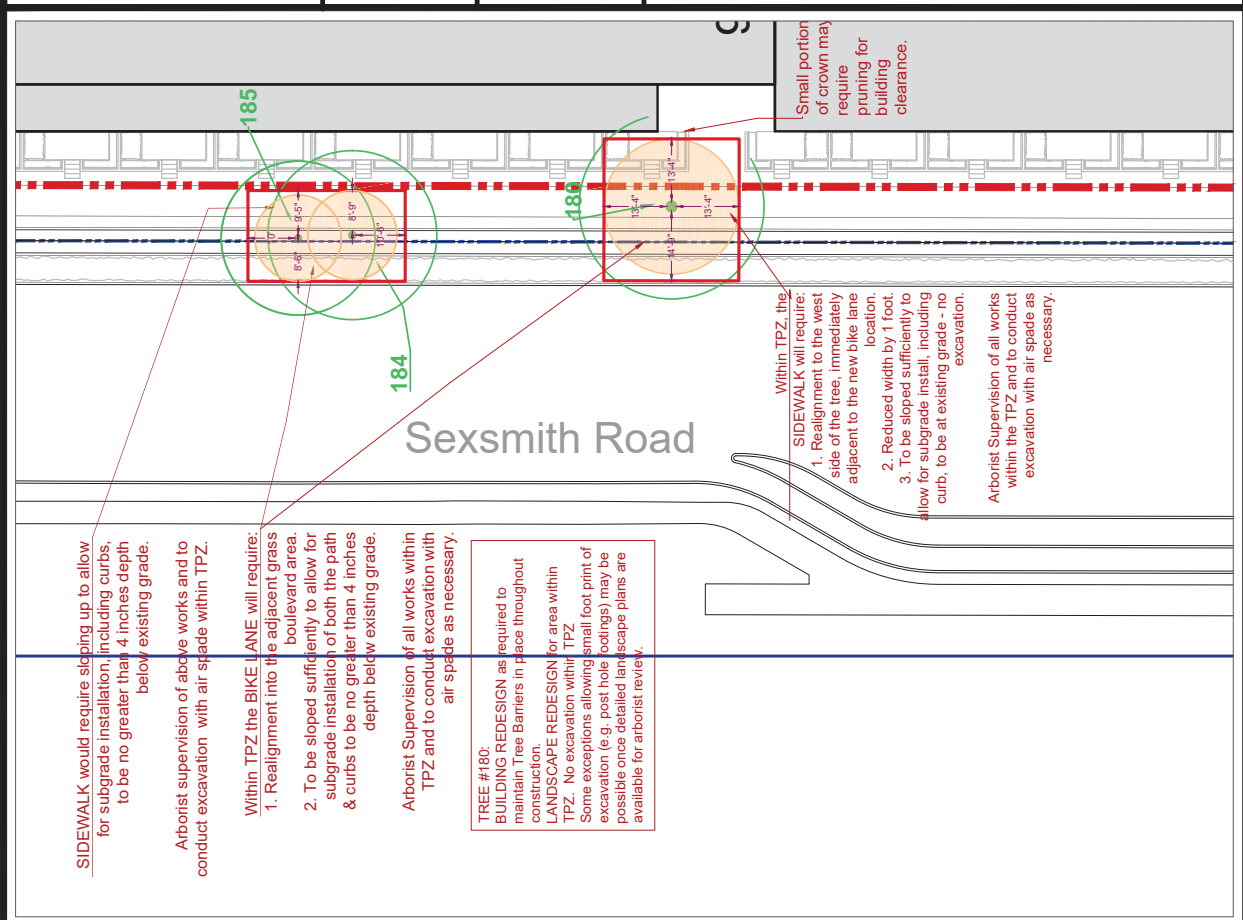 Small portion
of crown may
require
pruning for
building
clearance.
185
184
180
9'-5"
8'-9"
8'-6"
10'-6"
13'-4"
13'-4"
13'-4"
14'-9"
Sexsmith Road
Within TPZ, the
SIDEWALK will require:
1. Realignment to the west
side of the tree, immediately
adjacent to the new bike lane
location.
2. Reduced width by 1 foot.
3. To be sloped sufficiently to
allow for subgrade install, including
curb, to be at existing grade - no
excavation.
Arborist Supervision of all works
within the TPZ and to conduct
excavation with air spade as
necessary.
SIDEWALK would require sloping up to allow
for subgrade installation, including curbs,
to be no greater than 4 inches depth
below existing grade.
Arborist supervision of above works and to
conduct excavation with air spade within TPZ.
Within TPZ the BIKE LANE will require:
1. Realignment into the adjacent grass
boulevard area.
2. To be sloped sufficiently to allow for
subgrade installation of both the path
& curbs to be no greater than 4 inches
depth below existing grade.
Arborist Supervision of all works within
TPZ and to conduct excavation with
air spade as necessary.
TREE #180:
BUILDING REDESIGN as required to
maintain Tree Barriers in place throughout
construction.
LANDSCAPE REDESIGN for area within
TPZ. No excavation within TPZ
Some exceptions allowing small foot print of
excavation (e.g. post hole footings) may be
possible once detailed landscape plans are
available for arborist review.